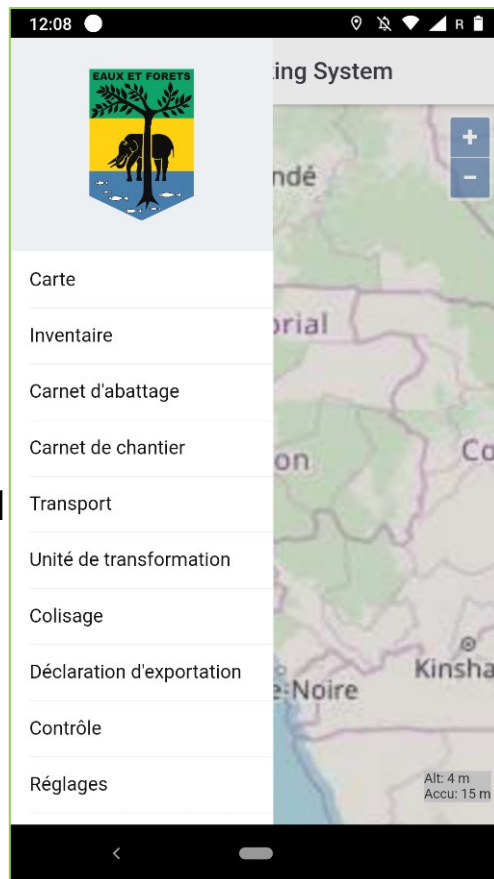 12:08
R
EAUX ET FORETS
ing System
+
-
ndé
Carte
Inventaire
orial
Carnet d'abattage
Carnet de chantier
on
Co
Transport
Unité de transformation
Colisage
Déclaration d'exportation
Kinsha
e-Noire
Contrôle
Réglages
Alt: 4 m
Accu: 15 m